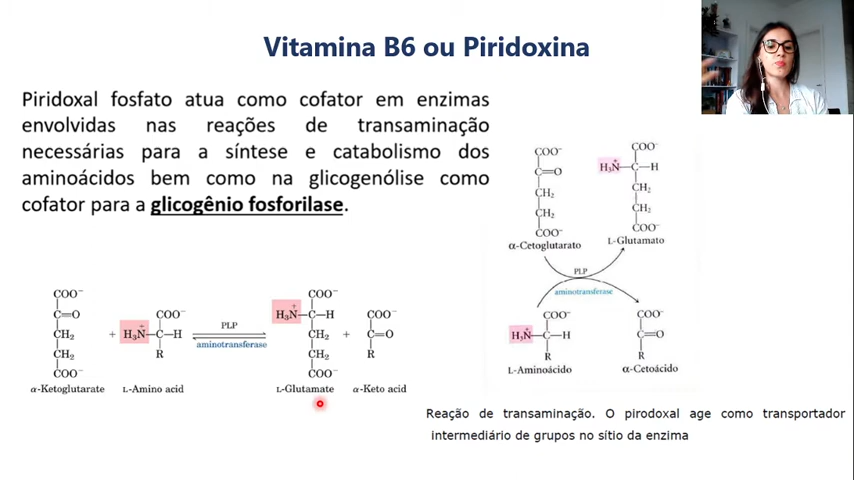 Vitamina B6 ou Piridoxina
Piridoxal fosfato atua como cofator em enzimas
envolvidas nas reações de transaminação
necessárias para a síntese e catabolismo dos
aminoácidos bem como na glicogenólise como
cofator para a glicogênio fosforilase.
COO⁻
C=O
CH₂
CH₂
COO⁻
α-Ketoglutarate
+
COO⁻
H₃N⁺—C—H
R
L-Amino acid
PLP
aminotransferase
COO⁻
H₃N⁺—C—H
CH₂
CH₂
COO⁻
L-Glutamate
+
COO⁻
C=O
R
α-Keto acid
COO⁻
C=O
CH₂
CH₂
COO⁻
α-Cetoglutarato
COO⁻
H₃N⁺—C—H
CH₂
CH₂
COO⁻
L-Glutamato
PLP
aminotransferase
COO⁻
H₃N⁺—C—H
R
L-Aminoácido
COO⁻
C=O
R
α-Cetoácido
Reação de transaminação. O pirodoxal age como transportador
intermediário de grupos no sítio da enzima